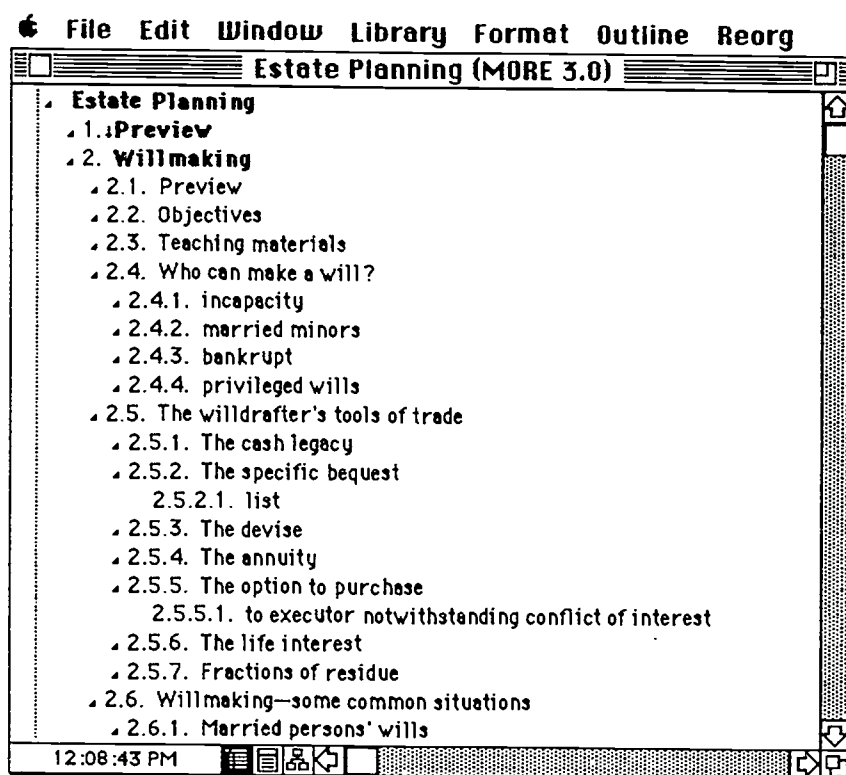 File Edit Window Library Format Outline Reorg
Estate Planning (MORE 3.0)
Estate Planning
1. Preview
2. Willmaking
2.1. Preview
2.2. Objectives
2.3. Teaching materials
2.4. Who can make a will?
2.4.1. incapacity
2.4.2. married minors
2.4.3. bankrupt
2.4.4. privileged wills
2.5. The willdrafter's tools of trade
2.5.1. The cash legacy
2.5.2. The specific bequest
2.5.2.1. list
2.5.3. The devise
2.5.4. The annuity
2.5.5. The option to purchase
2.5.5.1. to executor notwithstanding conflict of interest
2.5.6. The life interest
2.5.7. Fractions of residue
2.6. Willmaking—some common situations
2.6.1. Married persons' wills
12:08:43 PM